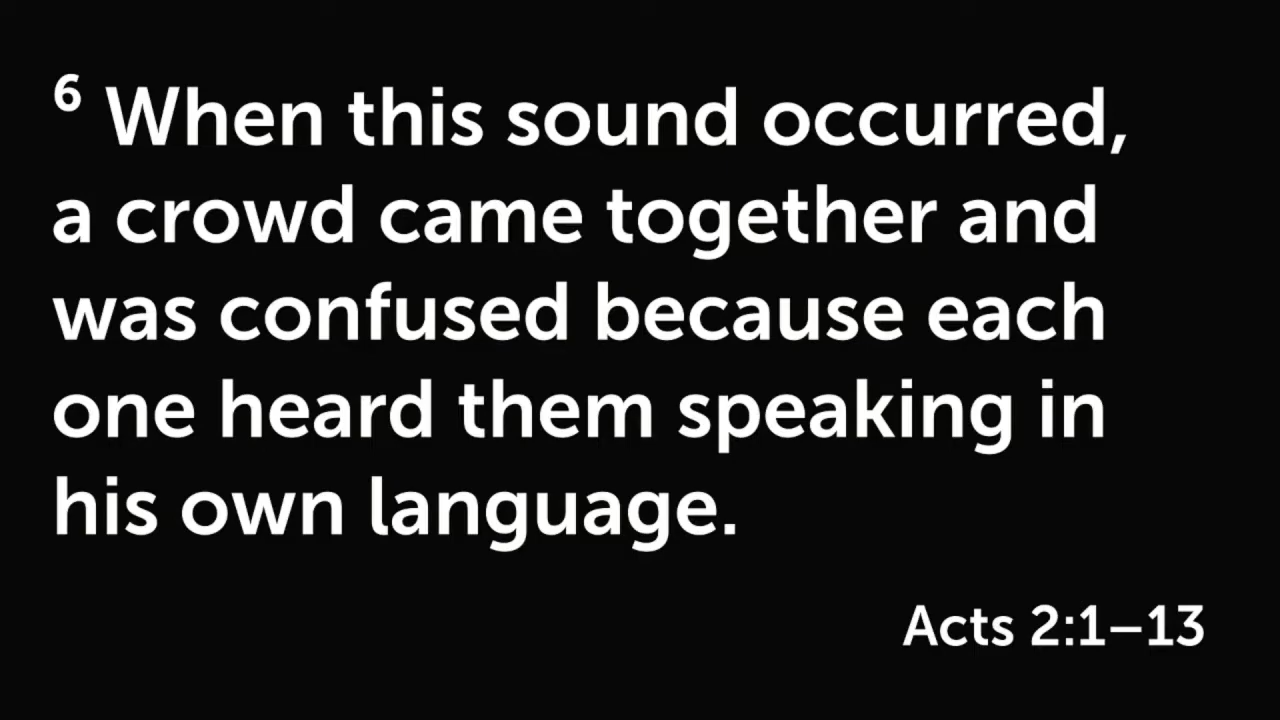 ⁶ When this sound occurred,
a crowd came together and
was confused because each
one heard them speaking in
his own language.
Acts 2:1–13